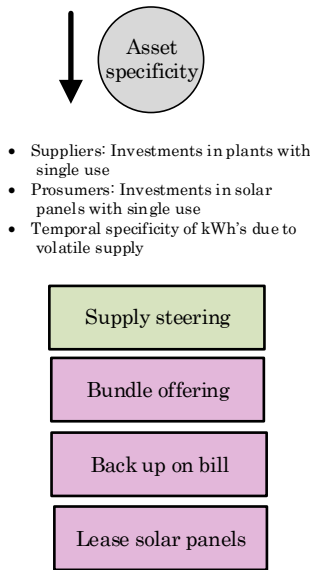 Asset
specificity
• Suppliers: Investments in plants with
single use
• Prosumers: Investments in solar
panels with single use
• Temporal specificity of kWh's due to
volatile supply
Supply steering
Bundle offering
Back up on bill
Lease solar panels